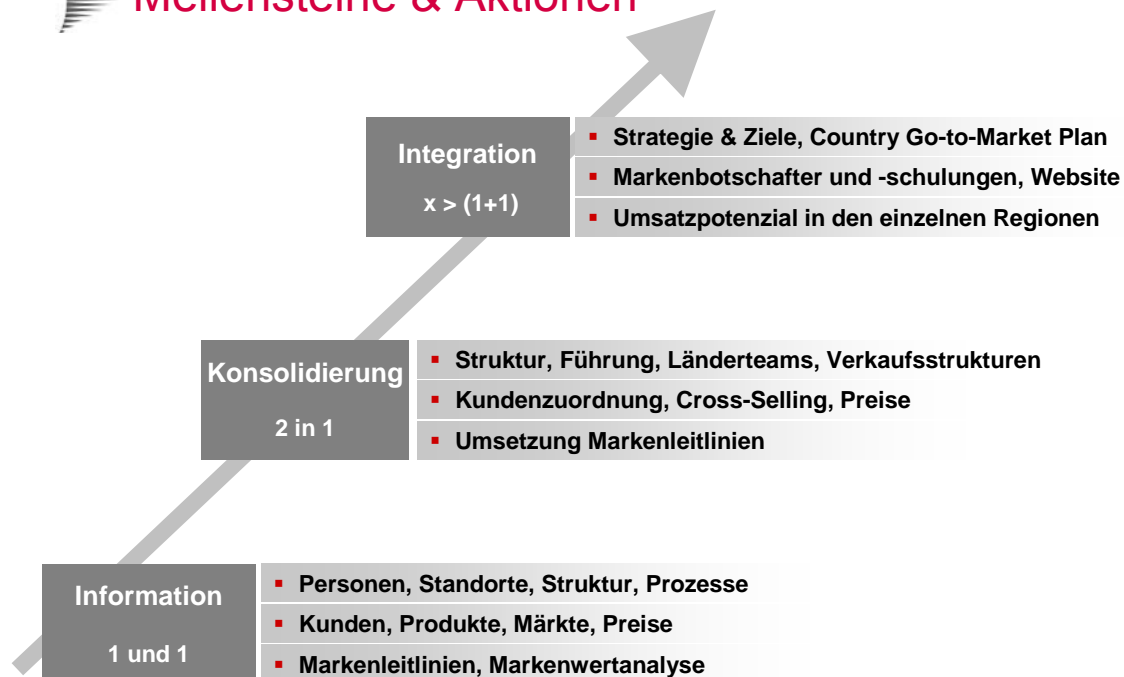 Meilensteine & Aktionen
Integration
x > (1+1)
▪ Strategie & Ziele, Country Go-to-Market Plan
▪ Markenbotschafter und -schulungen, Website
▪ Umsatzpotenzial in den einzelnen Regionen
Konsolidierung
2 in 1
▪ Struktur, Führung, Länderteams, Verkaufsstrukturen
▪ Kundenzuordnung, Cross-Selling, Preise
▪ Umsetzung Markenleitlinien
Information
1 und 1
▪ Personen, Standorte, Struktur, Prozesse
▪ Kunden, Produkte, Märkte, Preise
▪ Markenleitlinien, Markenwertanalyse